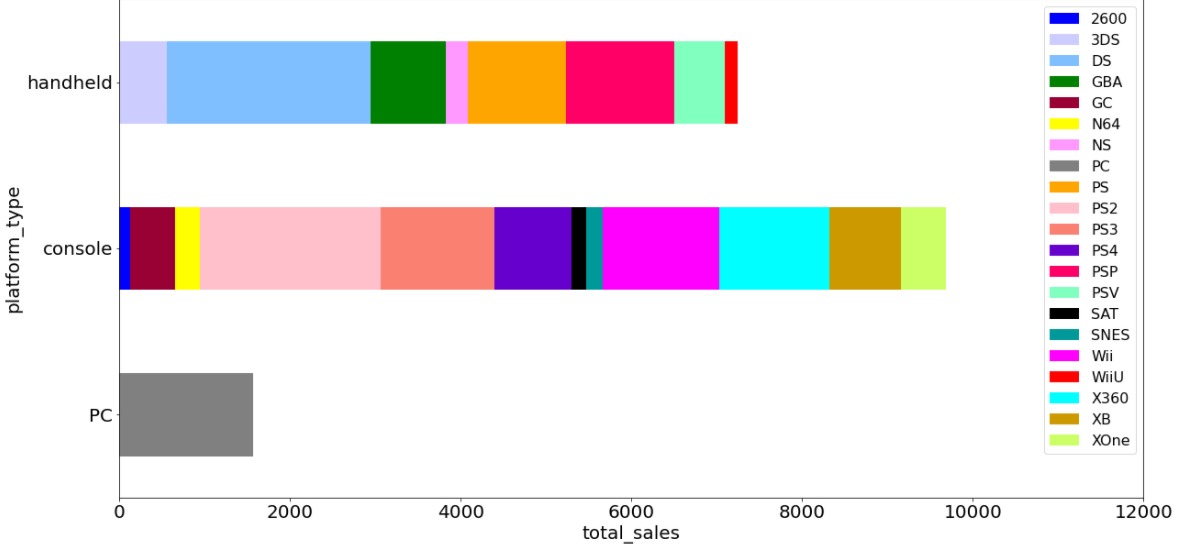 handheld
console
PC
platform_type
0 2000 4000 6000 8000 10000 12000
total_sales
2600
3DS
DS
GBA
GC
N64
NS
PC
PS
PS2
PS3
PS4
PSP
PSV
SAT
SNES
Wii
WiiU
X360
XB
XOne